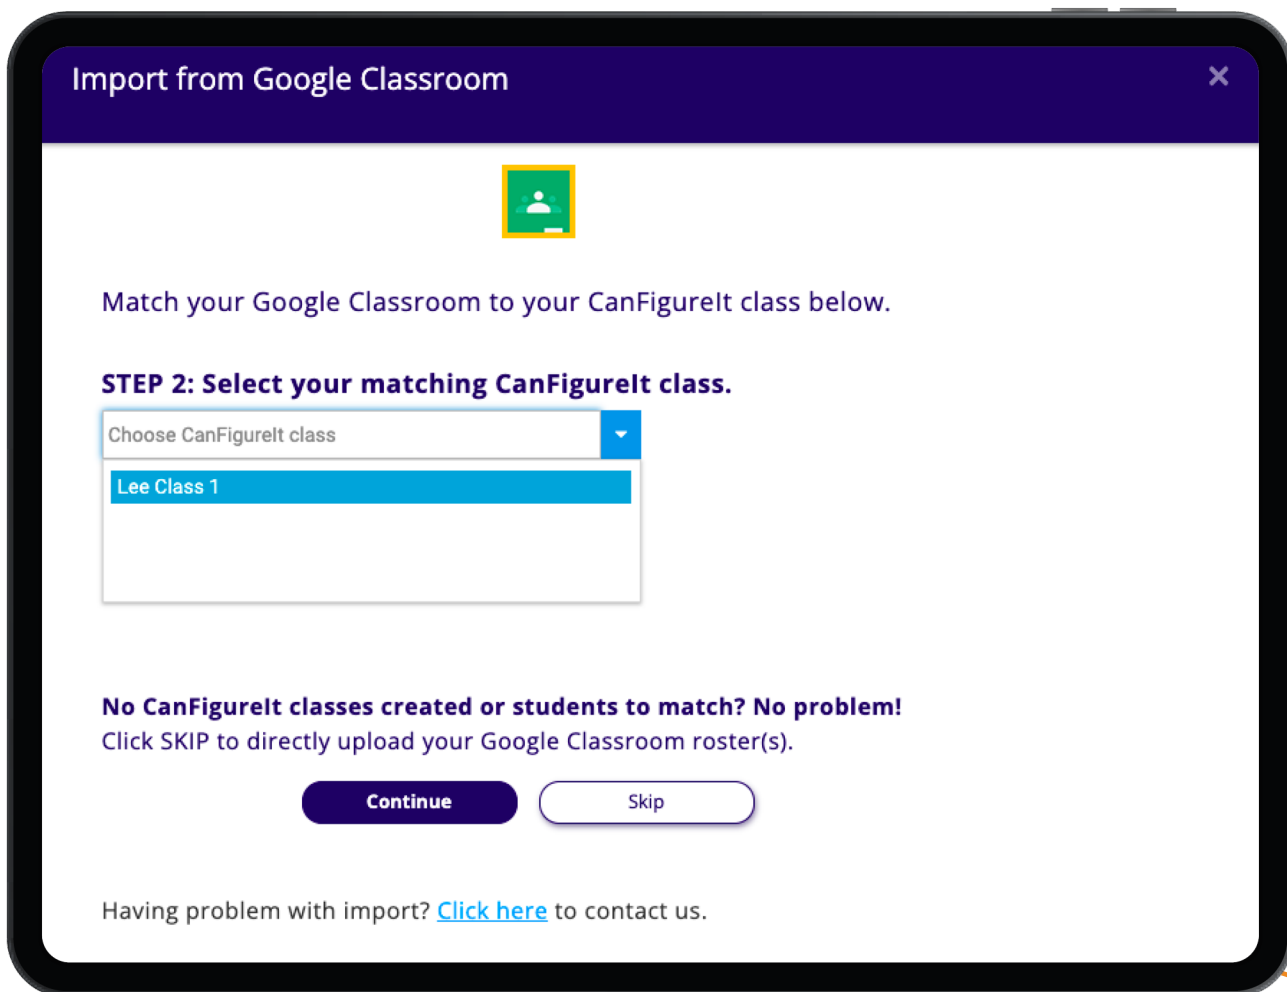 Import from Google Classroom
Match your Google Classroom to your CanFigureIt class below.
STEP 2: Select your matching CanFigureIt class.
Choose CanFigureIt class
Lee Class 1
No CanFigureIt classes created or students to match? No problem!
Click SKIP to directly upload your Google Classroom roster(s).
Continue
Skip
Having problem with import? Click here to contact us.